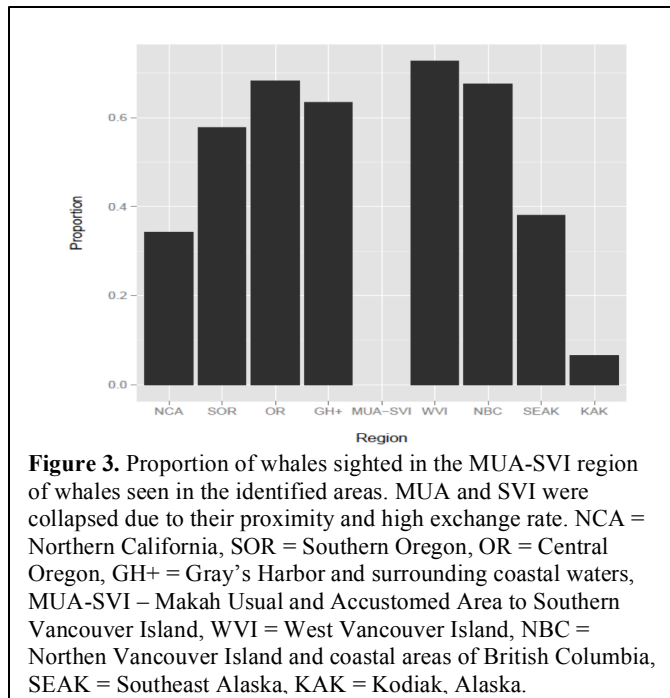 0.6
0.4
0.2
0.0
Proportion
NCA SOR OR GH+ MUA-SVI WVI NBC SEAK KAK
Region
Figure 3. Proportion of whales sighted in the MUA-SVI region
of whales seen in the identified areas. MUA and SVI were
collapsed due to their proximity and high exchange rate. NCA =
Northern California, SOR = Southern Oregon, OR = Central
Oregon, GH+ = Gray’s Harbor and surrounding coastal waters,
MUA-SVI – Makah Usual and Accustomed Area to Southern
Vancouver Island, WVI = West Vancouver Island, NBC =
Northen Vancouver Island and coastal areas of British Columbia,
SEAK = Southeast Alaska, KAK = Kodiak, Alaska.